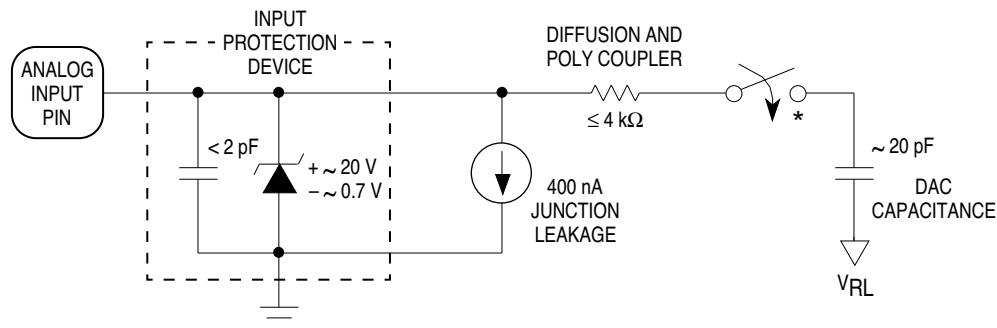 INPUT
PROTECTION
DEVICE
ANALOG
INPUT
PIN
< 2 pF
+ ~ 20 V
– ~ 0.7 V
400 nA
JUNCTION
LEAKAGE
DIFFUSION AND
POLY COUPLER
≤ 4 kΩ
*
~ 20 pF
DAC
CAPACITANCE
VRL